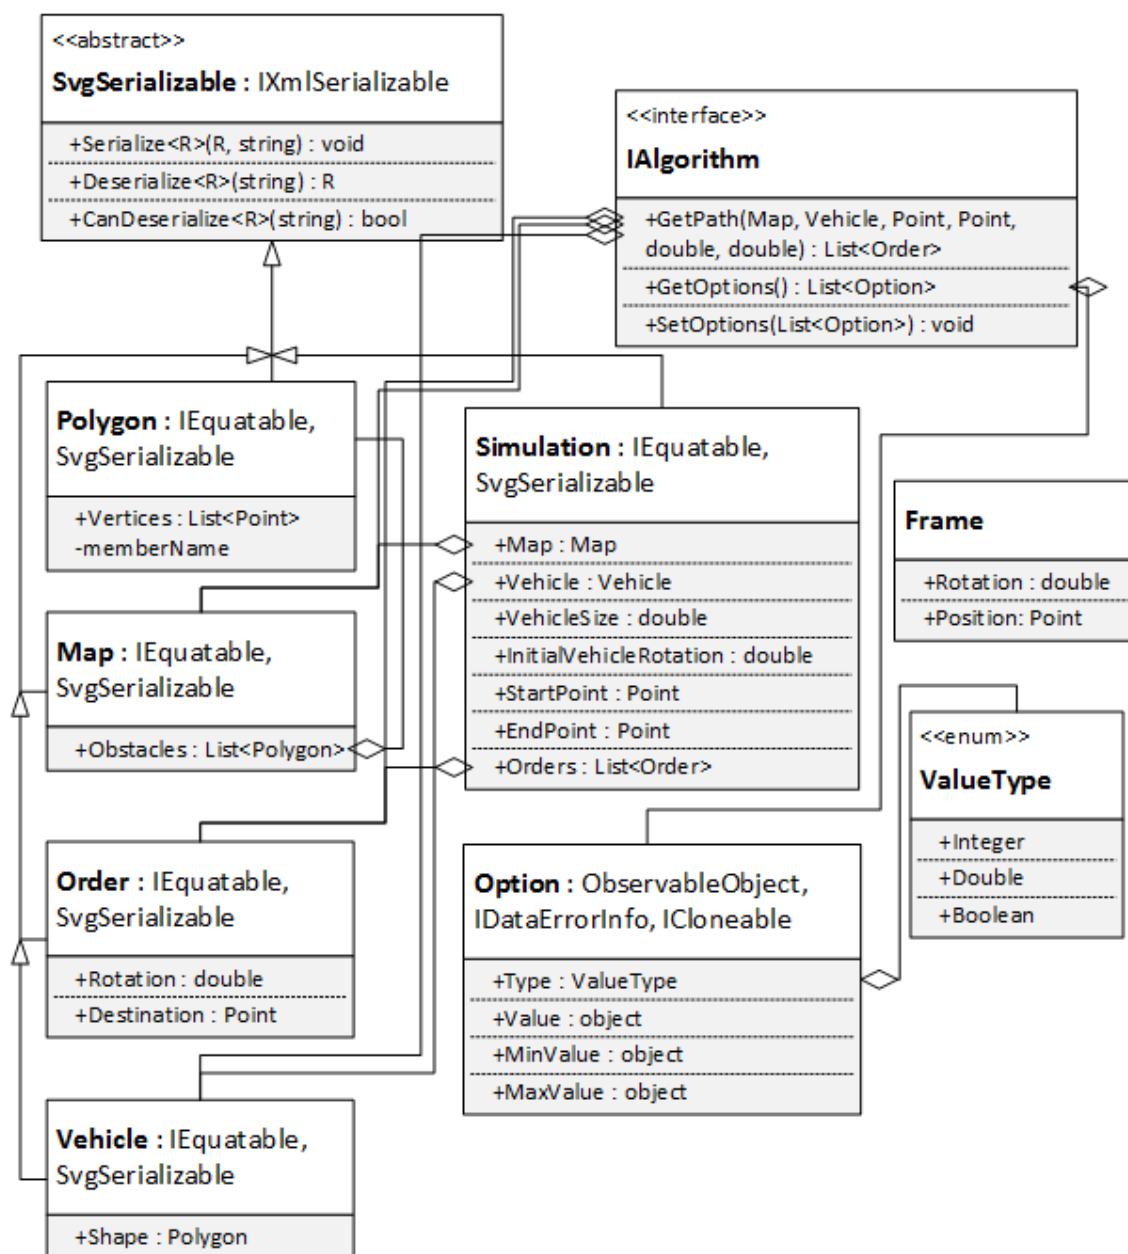 <<abstract>>
SvgSerializable : IXmlSerializable
+Serialize<R>(R, string) : void
+Deserialize<R>(string) : R
+CanDeserialize<R>(string) : bool
<<interface>>
IAlgorithm
+GetPath(Map, Vehicle, Point, Point,
double, double) : List<Order>
+GetOptions() : List<Option>
+SetOptions(List<Option>) : void
Polygon : IEquatable,
SvgSerializable
+Vertices : List<Point>
-memberName
Simulation : IEquatable,
SvgSerializable
+Map : Map
+Vehicle : Vehicle
+VehicleSize : double
+InitialVehicleRotation : double
+StartPoint : Point
+EndPoint : Point
+Orders : List<Order>
Frame
+Rotation : double
+Position: Point
Map : IEquatable,
SvgSerializable
+Obstacles : List<Polygon>
<<enum>>
ValueType
+Integer
+Double
+Boolean
Order : IEquatable,
SvgSerializable
+Rotation : double
+Destination : Point
Option : ObservableObject,
IDataErrorInfo, ICloneable
+Type : ValueType
+Value : object
+MinValue : object
+MaxValue : object
Vehicle : IEquatable,
SvgSerializable
+Shape : Polygon